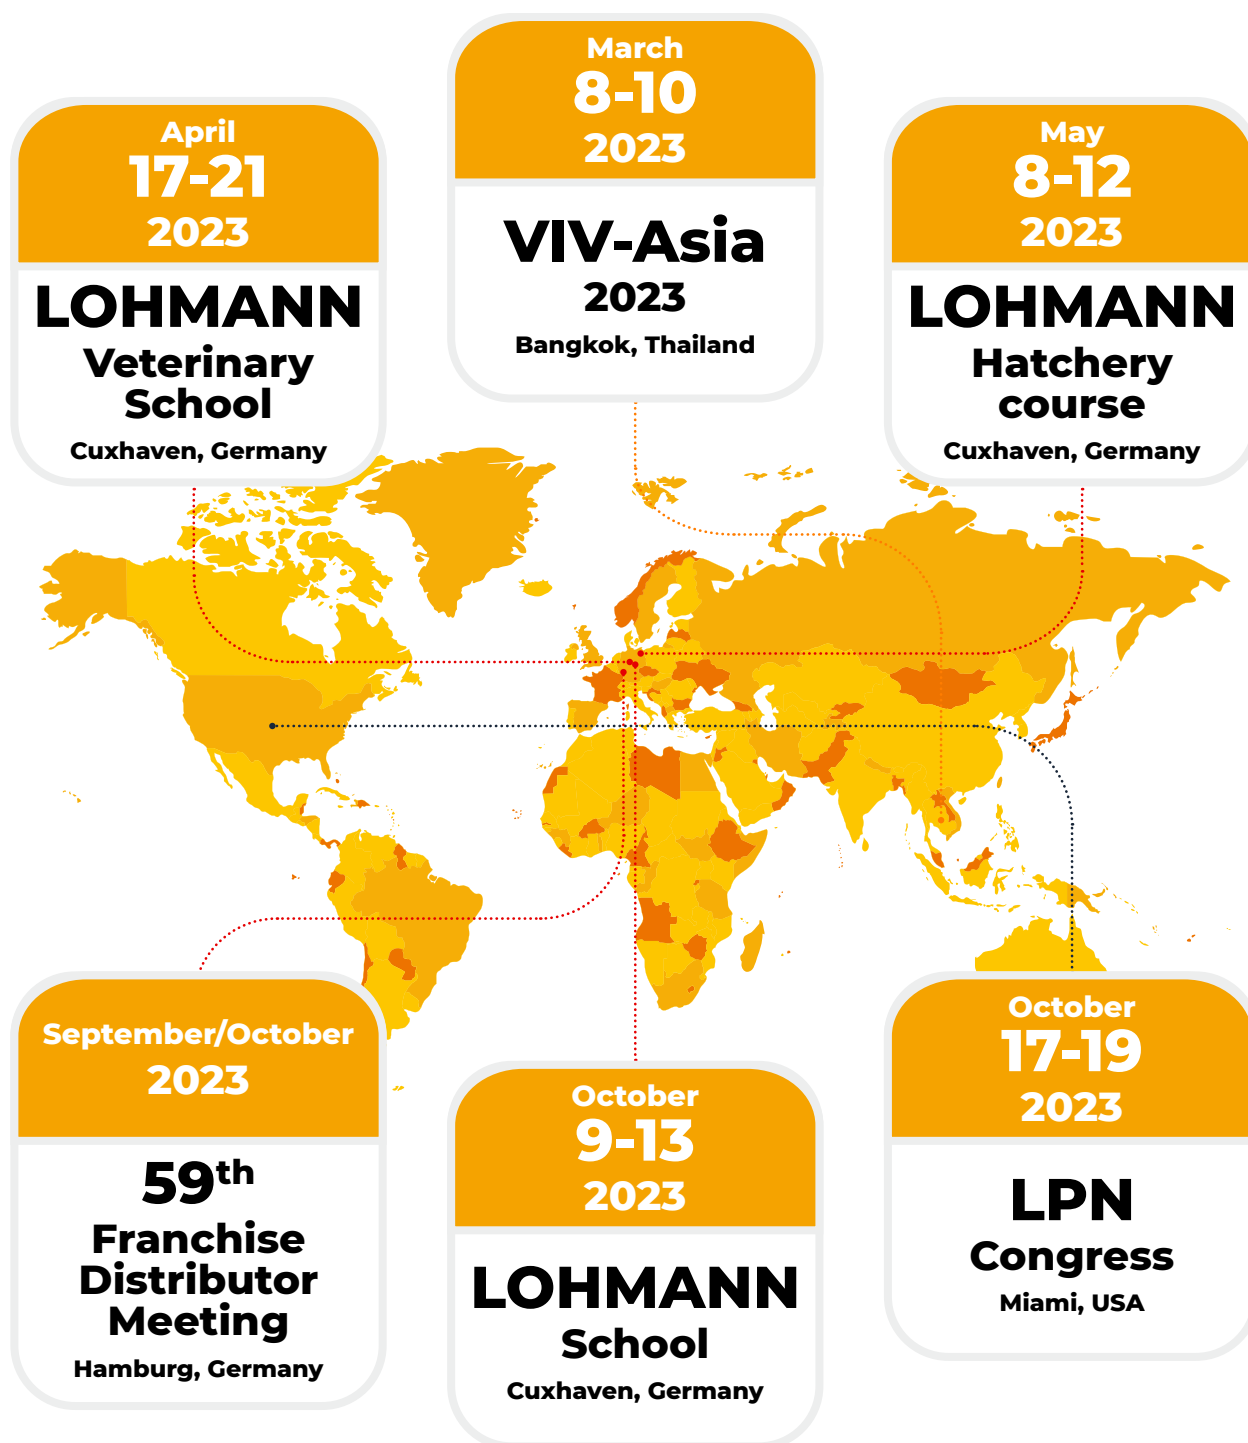 April
17-21
2023
LOHMANN
Veterinary
School
Cuxhaven, Germany
March
8-10
2023
VIV-Asia
2023
Bangkok, Thailand
May
8-12
2023
LOHMANN
Hatchery
course
Cuxhaven, Germany
September/October
2023
59th
Franchise
Distributor
Meeting
Hamburg, Germany
October
9-13
2023
LOHMANN
School
Cuxhaven, Germany
October
17-19
2023
LPN
Congress
Miami, USA